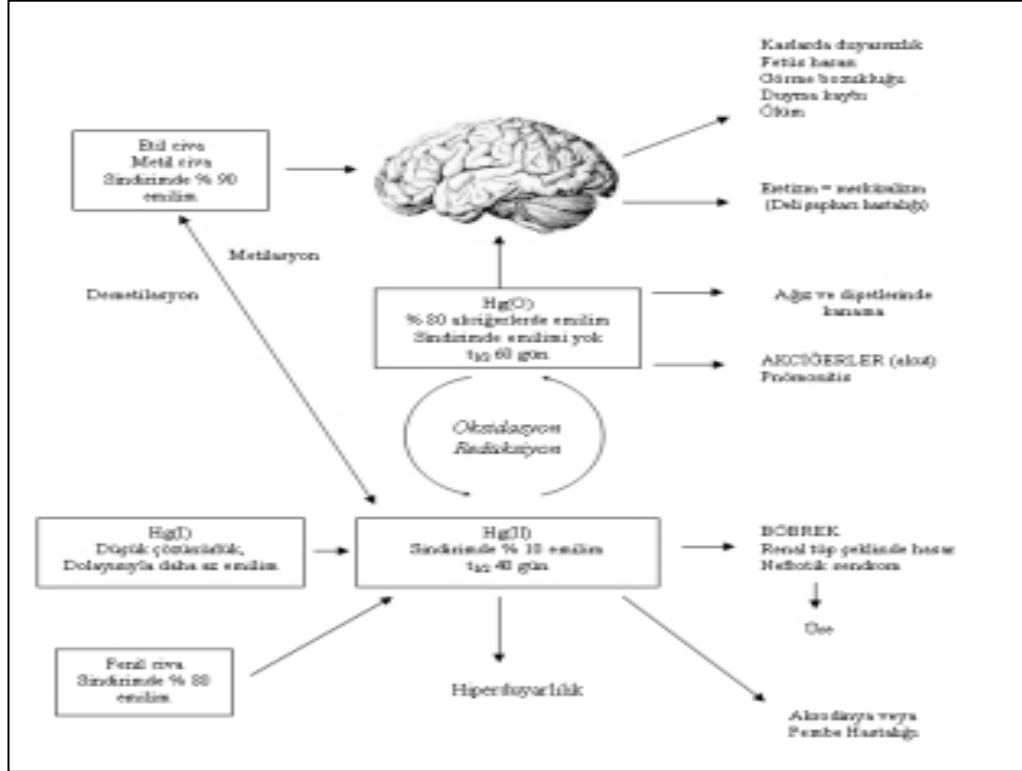 Kaslarda duyarsızlık
Fetüs hasarı
Görme bozukluğu
Duyma kaybı
Ölüm
Etil civa
Metil civa
Sindirimde % 90
emilim
Eretizm = merküralizm
(Deli şapkacı hastalığı)
Metilasyon
Demetilasyon
Hg(O)
% 80 akciğerlerde emilim
Sindirimde emilimi yok
t1/2 60 gün
Ağız ve dişetlerinde
kanama
AKCİĞERLER (akut)
Pnömonitis
Oksidasyon
Redüksiyon
Hg(I)
Düşük çözünürlük,
Dolayısıyla daha az emilim
Hg(II)
Sindirimde % 10 emilim
t1/2 40 gün
BÖBREK
Renal tüp şeklinde hasar
Nefrotik sendrom
Üre
Fenil civa
Sindirimde % 80
emilim
Hiperduyarlılık
Akrodinya veya
Pembe Hastalığı